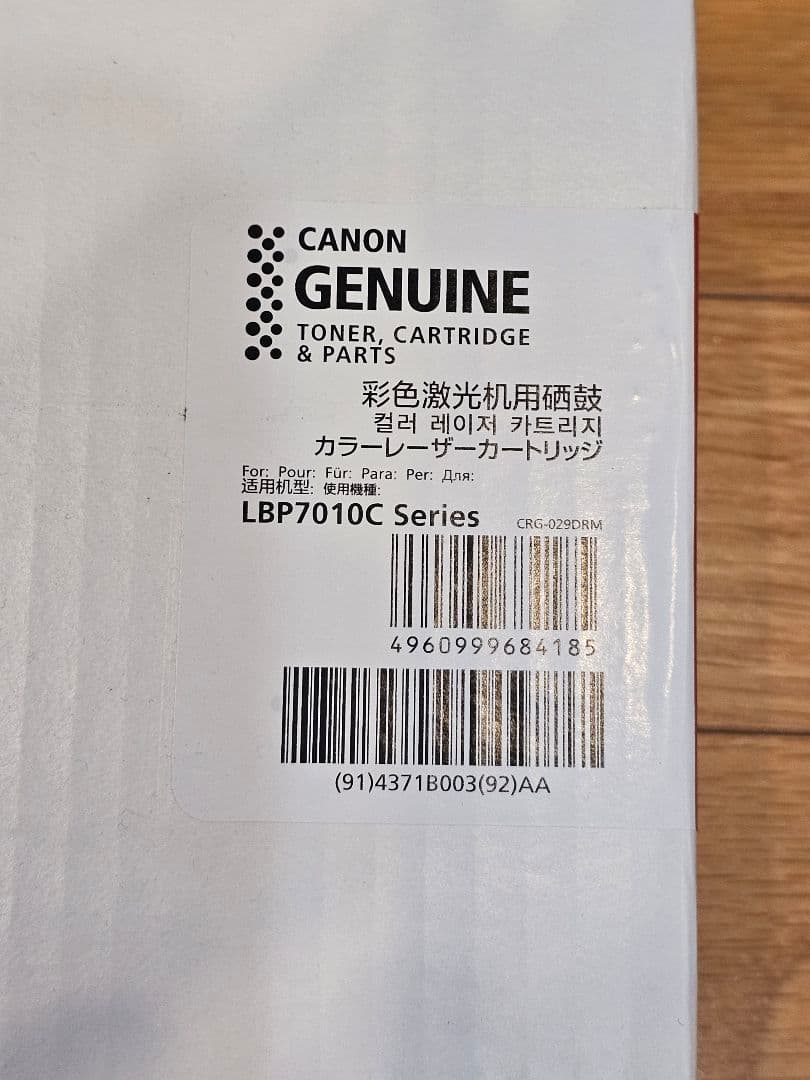 CANON
GENUINE
TONER, CARTRIDGE
& PARTS
彩色激光机用硒鼓
컬러 레이저 카트리지
カラーレーザーカートリッジ
For: Pour: Für: Para: Per: Для:
适用机型: 使用機種:
LBP7010C Series CRG-029DRM
4960999684185
(91)4371B003(92)AA